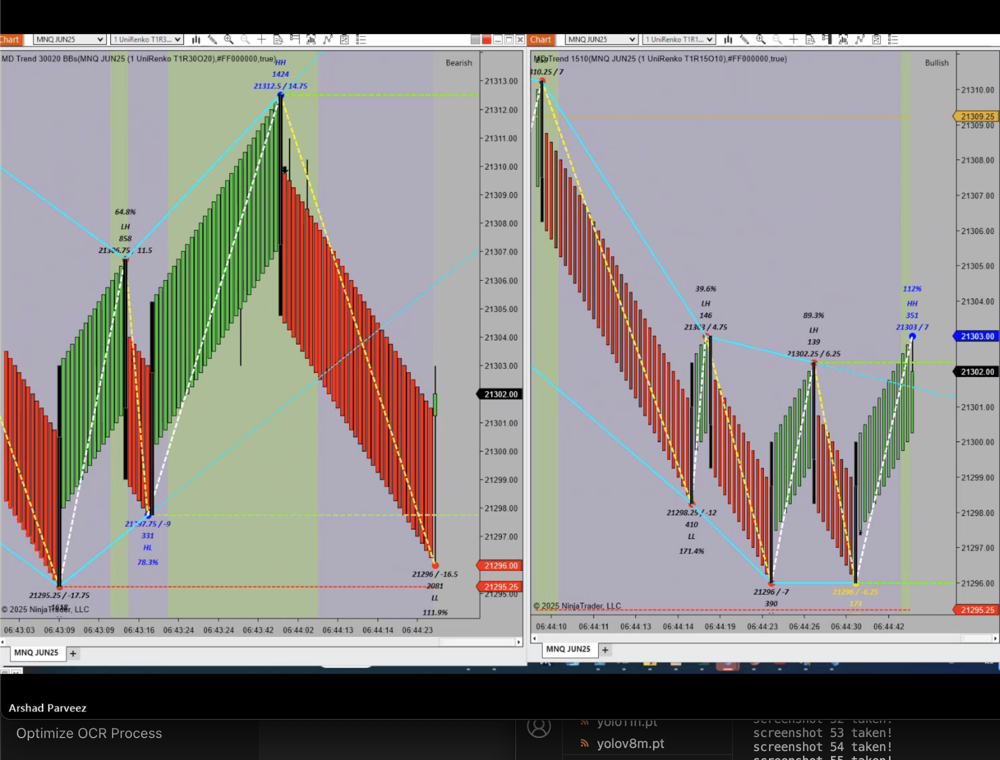 Chart
MNQ JUN25
1 UniRenko T1R3...
MD Trend 30020 BBs(MNQ JUN25 (1 UniRenko T1R30O20),#FF000000,true)
Bearish
HH
1424
21312.5 / 14.75
64.8%
LH
858
21306.75 / 11.5
21297.75 / -9
331
HL
78.3%
21295.25 / -17.75
21296 / -16.5
2081
LL
111.9%
21313.00
21312.00
21311.00
21310.00
21309.00
21308.00
21307.00
21306.00
21305.00
21304.00
21303.00
21302.00
21301.00
21300.00
21299.00
21298.00
21297.00
21296.00
21295.25
21295.00
© 2025 NinjaTrader, LLC
06:43:03 06:43:09 06:43:09 06:43:16 06:43:24 06:43:24 06:43:42 06:44:02 06:44:13 06:44:14 06:44:23
MNQ JUN25 +
Chart
MNQ JUN25
1 UniRenko T1R1...
MDTrend 1510(MNQ JUN25 (1 UniRenko T1R15O10),#FF000000,true)
Bullish
310.25 / 7
39.6%
LH
146
21303 / 4.75
89.3%
LH
139
21302.25 / 6.25
112%
HH
351
21303 / 7
21298.25 / -12
410
LL
171.4%
21296 / -7
390
21296 / -6.25
173
21310.00
21309.25
21309.00
21308.00
21307.00
21306.00
21305.00
21304.00
21303.00
21302.00
21301.00
21300.00
21299.00
21298.00
21297.00
21296.00
21295.25
© 2025 NinjaTrader, LLC
06:44:10 06:44:11 06:44:13 06:44:14 06:44:23 06:44:30 06:44:42
MNQ JUN25 +
Arshad Parveez
Optimize OCR Process
yolo11n.pt
yolov8m.pt
screenshot 52 taken!
screenshot 53 taken!
screenshot 54 taken!
screenshot 55 taken!